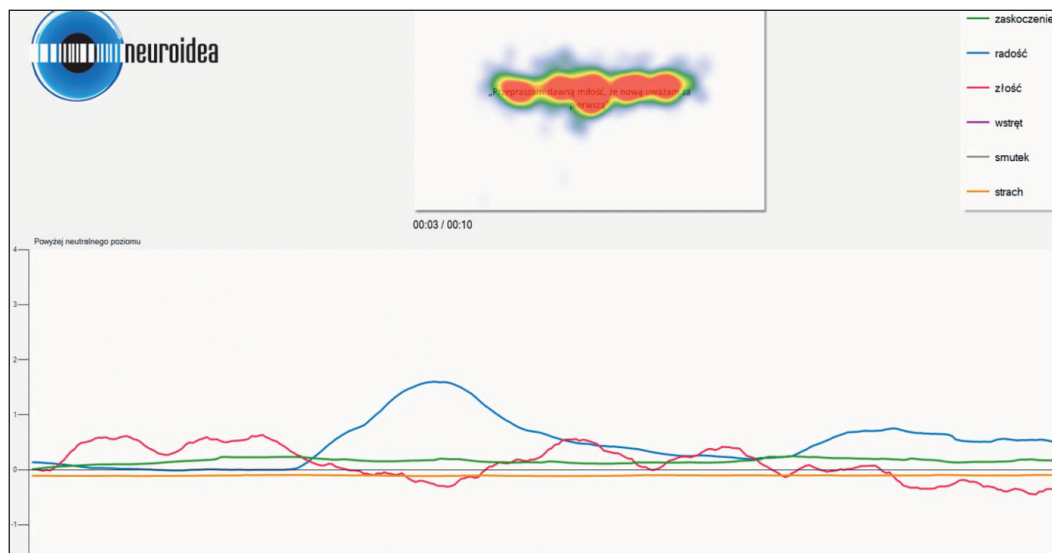 neuroidea
„Przepraszam dawną miłość, że nową uważam za
pierwszą”
zaskoczenie
radość
złość
wstręt
smutek
strach
00:03 / 00:10
Powyżej neutralnego poziomu
4
3
2
1
0
-1